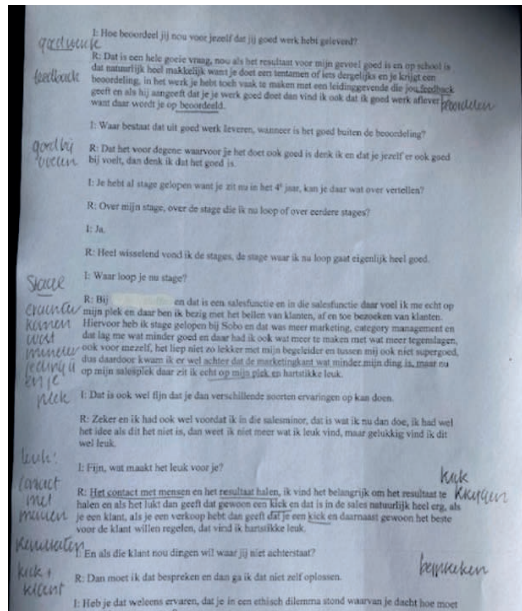 I: Hoe beoordeel jij nou voor jezelf dat jij goed werk hebt geleverd?
R: Dat is een hele goeie vraag, nou als het resultaat voor mijn gevoel goed is en op school is
dat natuurlijk heel makkelijk want je doet een tentamen of iets dergelijks en je krijgt een
feedback
beoordeling, in het werk je hebt toch vaak te maken met een leidinggevende die jou feedback
geeft en als hij aangeeft dat je je werk goed doet dan vind ik ook dat ik goed werk aflever
beoordelen
want daar wordt je op beoordeeld.
I: Waar bestaat dat uit goed werk leveren, wanneer is het goed buiten de beoordeling?
goed bij
voelen
R: Dat het voor degene waarvoor je het doet ook goed is denk ik en dat je jezelf er ook goed
bij voelt, dan denk ik dat het goed is.
I: Je hebt al stage gelopen want je zit nu in het 4e jaar, kan je daar wat over vertellen?
R: Over mijn stage, over de stage die ik nu loop of over eerdere stages?
I: Ja.
R: Heel wisselend vond ik de stages, de stage waar ik nu loop gaat eigenlijk heel goed.
I: Waar loop je nu stage?
stage
R: Bij en dat is een salesfunctie en in die salesfunctie daar voel ik me echt op
mijn plek en daar ben ik bezig met het bellen van klanten, af en toe bezoeken van klanten.
Hiervoor heb ik stage gelopen bij Sobo en dat was meer marketing, category management en
dat lag me wat minder goed en daar had ik ook wat meer te maken met wat meer tegenslagen,
ook voor mezelf, het liep niet zo lekker met mijn begeleider en tussen mij ook niet supergoed,
dus daardoor kwam ik er wel achter dat de marketingkant wat minder mijn ding is, maar nu
op mijn salesplek daar zit ik echt op mijn plek en hartstikke leuk.
I: Dat is ook wel fijn dat je dan verschillende soorten ervaringen op kan doen.
R: Zeker en ik had ook wel voordat ik in die salesminor, dat is wat ik nu dan doe, ik had wel
het idee als dit het niet is, dan weet ik niet meer wat ik leuk vind, maar gelukkig vind ik dit
wel leuk.
leuk:
I: Fijn, wat maakt het leuk voor je?
contact
met
mensen
kick
krijgen
R: Het contact met mensen en het resultaat halen, ik vind het belangrijk om het resultaat te
halen en als het lukt dan geeft dat gewoon een kick en dat is in de sales natuurlijk heel erg, als
je een klant, als je een verkoop hebt dan geeft dat je een kick en daarnaast gewoon het beste
voor de klant willen regelen, dat vind ik hartstikke leuk.
resultaten
I: En als die klant nou dingen wil waar jij niet achterstaat?
kick +
klant
bespreken
R: Dan moet ik dat bespreken en dan ga ik dat niet zelf oplossen.
I: Heb je dat weleens ervaren, dat je in een ethisch dilemma stond waarvan je dacht hoe moet